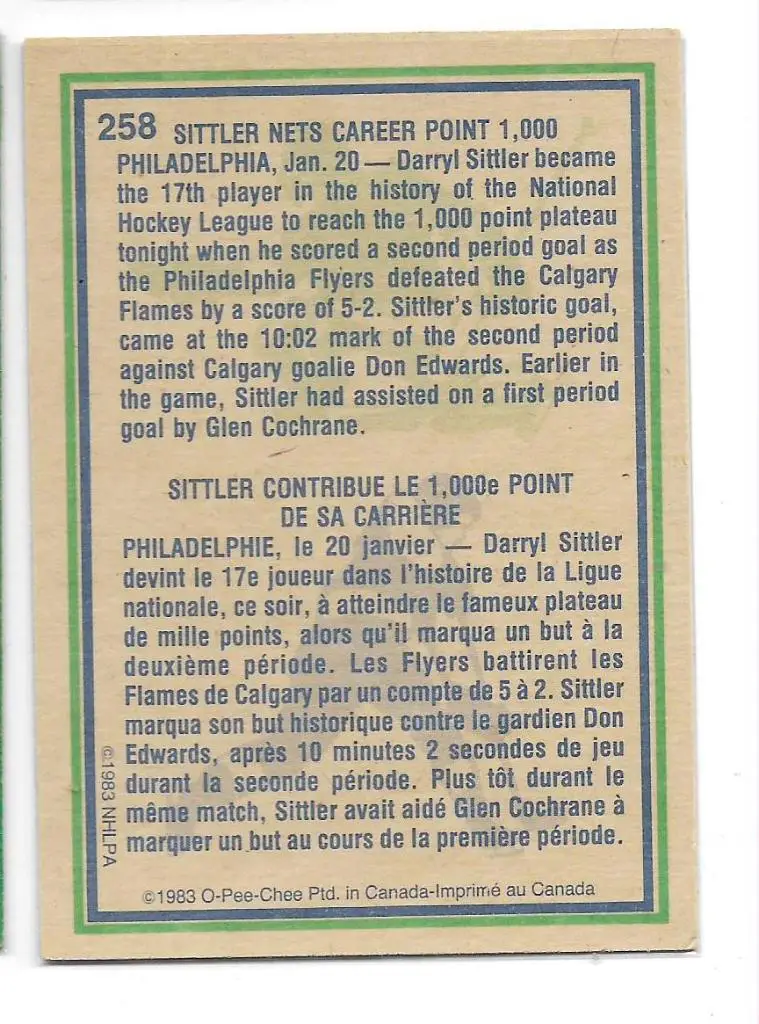 258 SITTLER NETS CAREER POINT 1,000
PHILADELPHIA, Jan. 20 — Darryl Sittler became
the 17th player in the history of the National
Hockey League to reach the 1,000 point plateau
tonight when he scored a second period goal as
the Philadelphia Flyers defeated the Calgary
Flames by a score of 5-2. Sittler's historic goal,
came at the 10:02 mark of the second period
against Calgary goalie Don Edwards. Earlier in
the game, Sittler had assisted on a first period
goal by Glen Cochrane.
SITTLER CONTRIBUE LE 1,000e POINT
DE SA CARRIÈRE
PHILADELPHIE, le 20 janvier — Darryl Sittler
devint le 17e joueur dans l'histoire de la Ligue
nationale, ce soir, à atteindre le fameux plateau
de mille points, alors qu'il marqua un but à la
deuxième période. Les Flyers battirent les
Flames de Calgary par un compte de 5 à 2. Sittler
marqua son but historique contre le gardien Don
Edwards, après 10 minutes 2 secondes de jeu
durant la seconde période. Plus tôt durant le
même match, Sittler avait aidé Glen Cochrane à
marquer un but au cours de la première période.
©1983 NHLPA
©1983 O-Pee-Chee Ptd. in Canada-Imprimé au Canada